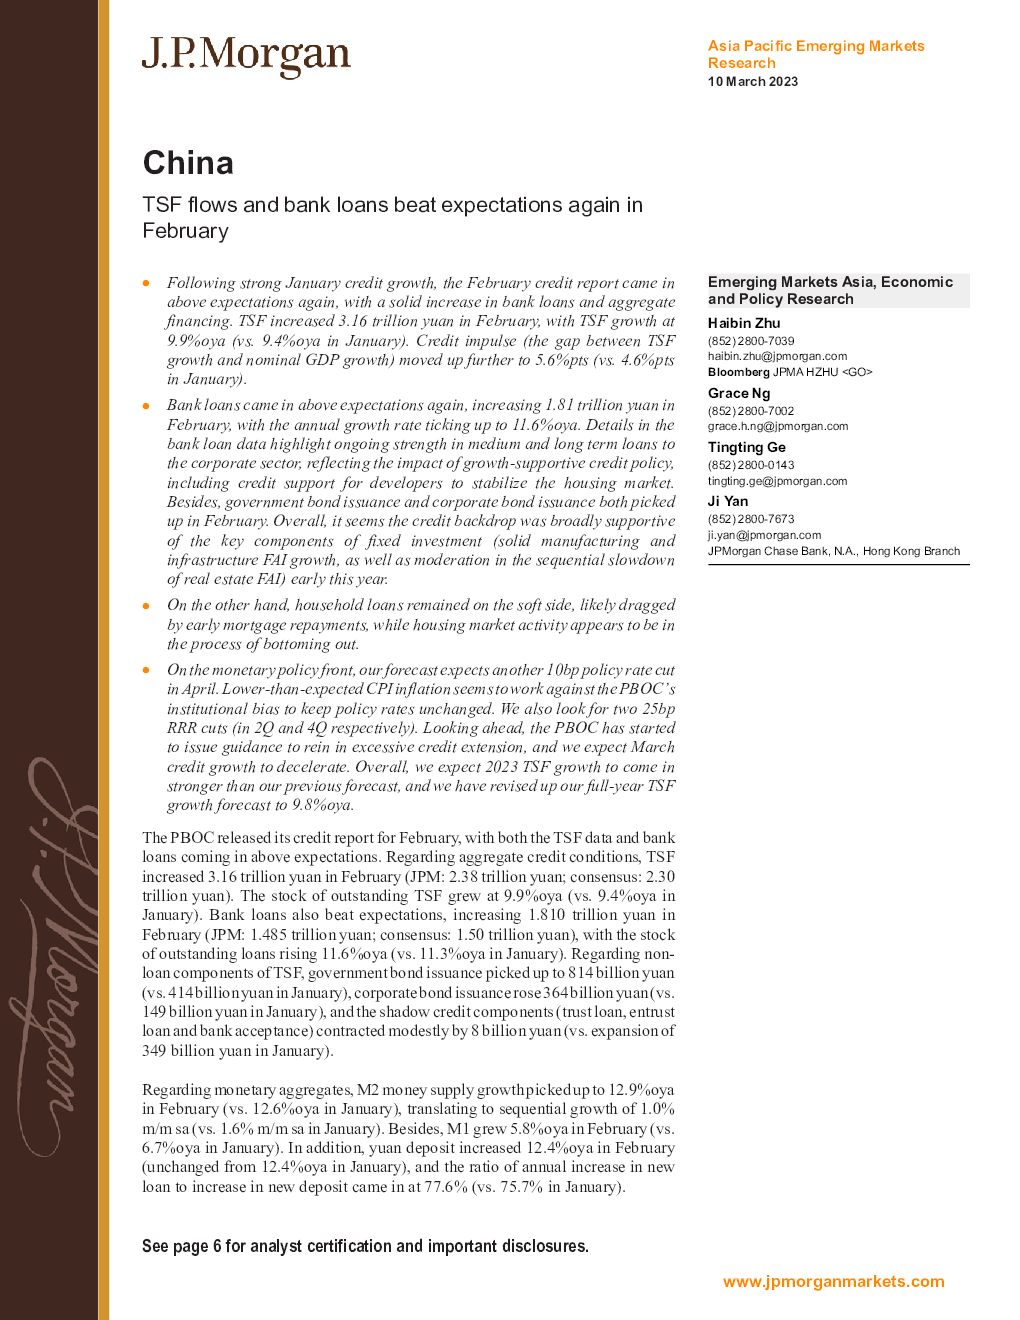 J.P.Morgan
Asia Pacific Emerging Markets
Research
10 March 2023
China
TSF flows and bank loans beat expectations again in
February
• Following strong January credit growth, the February credit report came in
above expectations again, with a solid increase in bank loans and aggregate
financing. TSF increased 3.16 trillion yuan in February, with TSF growth at
9.9%oya (vs. 9.4%oya in January). Credit impulse (the gap between TSF
growth and nominal GDP growth) moved up further to 5.6%pts (vs. 4.6%pts
in January).
• Bank loans came in above expectations again, increasing 1.81 trillion yuan in
February, with the annual growth rate ticking up to 11.6%oya. Details in the
bank loan data highlight ongoing strength in medium and long term loans to
the corporate sector, reflecting the impact of growth-supportive credit policy,
including credit support for developers to stabilize the housing market.
Besides, government bond issuance and corporate bond issuance both picked
up in February. Overall, it seems the credit backdrop was broadly supportive
of the key components of fixed investment (solid manufacturing and
infrastructure FAI growth, as well as moderation in the sequential slowdown
of real estate FAI) early this year.
• On the other hand, household loans remained on the soft side, likely dragged
by early mortgage repayments, while housing market activity appears to be in
the process of bottoming out.
• On the monetary policy front, our forecast expects another 10bp policy rate cut
in April. Lower-than-expected CPI inflation seems to work against the PBOC's
institutional bias to keep policy rates unchanged. We also look for two 25bp
RRR cuts (in 2Q and 4Q respectively). Looking ahead, the PBOC has started
to issue guidance to rein in excessive credit extension, and we expect March
credit growth to decelerate. Overall, we expect 2023 TSF growth to come in
stronger than our previous forecast, and we have revised up our full-year TSF
growth forecast to 9.8%oya.
The PBOC released its credit report for February, with both the TSF data and bank
loans coming in above expectations. Regarding aggregate credit conditions, TSF
increased 3.16 trillion yuan in February (JPM: 2.38 trillion yuan; consensus: 2.30
trillion yuan). The stock of outstanding TSF grew at 9.9%oya (vs. 9.4%oya in
January). Bank loans also beat expectations, increasing 1.810 trillion yuan in
February (JPM: 1.485 trillion yuan; consensus: 1.50 trillion yuan), with the stock
of outstanding loans rising 11.6%oya (vs. 11.3%oya in January). Regarding non-
loan components of TSF, government bond issuance picked up to 814 billion yuan
(vs. 414 billion yuan in January), corporate bond issuance rose 364 billion yuan (vs.
149 billion yuan in January), and the shadow credit components (trust loan, entrust
loan and bank acceptance) contracted modestly by 8 billion yuan (vs. expansion of
349 billion yuan in January).
Regarding monetary aggregates, M2 money supply growth picked up to 12.9%oya
in February (vs. 12.6%oya in January), translating to sequential growth of 1.0%
m/m sa (vs. 1.6% m/m sa in January). Besides, M1 grew 5.8%oya in February (vs.
6.7%oya in January). In addition, yuan deposit increased 12.4%oya in February
(unchanged from 12.4%oya in January), and the ratio of annual increase in new
loan to increase in new deposit came in at 77.6% (vs. 75.7% in January).
Emerging Markets Asia, Economic
and Policy Research
Haibin Zhu
(852) 2800-7039
haibin.zhu@jpmorgan.com
Bloomberg JPMA HZHU <GO>
Grace Ng
(852) 2800-7002
grace.h.ng@jpmorgan.com
Tingting Ge
(852) 2800-0143
tingting.ge@jpmorgan.com
Ji Yan
(852) 2800-7673
ji.yan@jpmorgan.com
JPMorgan Chase Bank, N.A., Hong Kong Branch
J.P.Morgan
See page 6 for analyst certification and important disclosures.
www.jpmorganmarkets.com